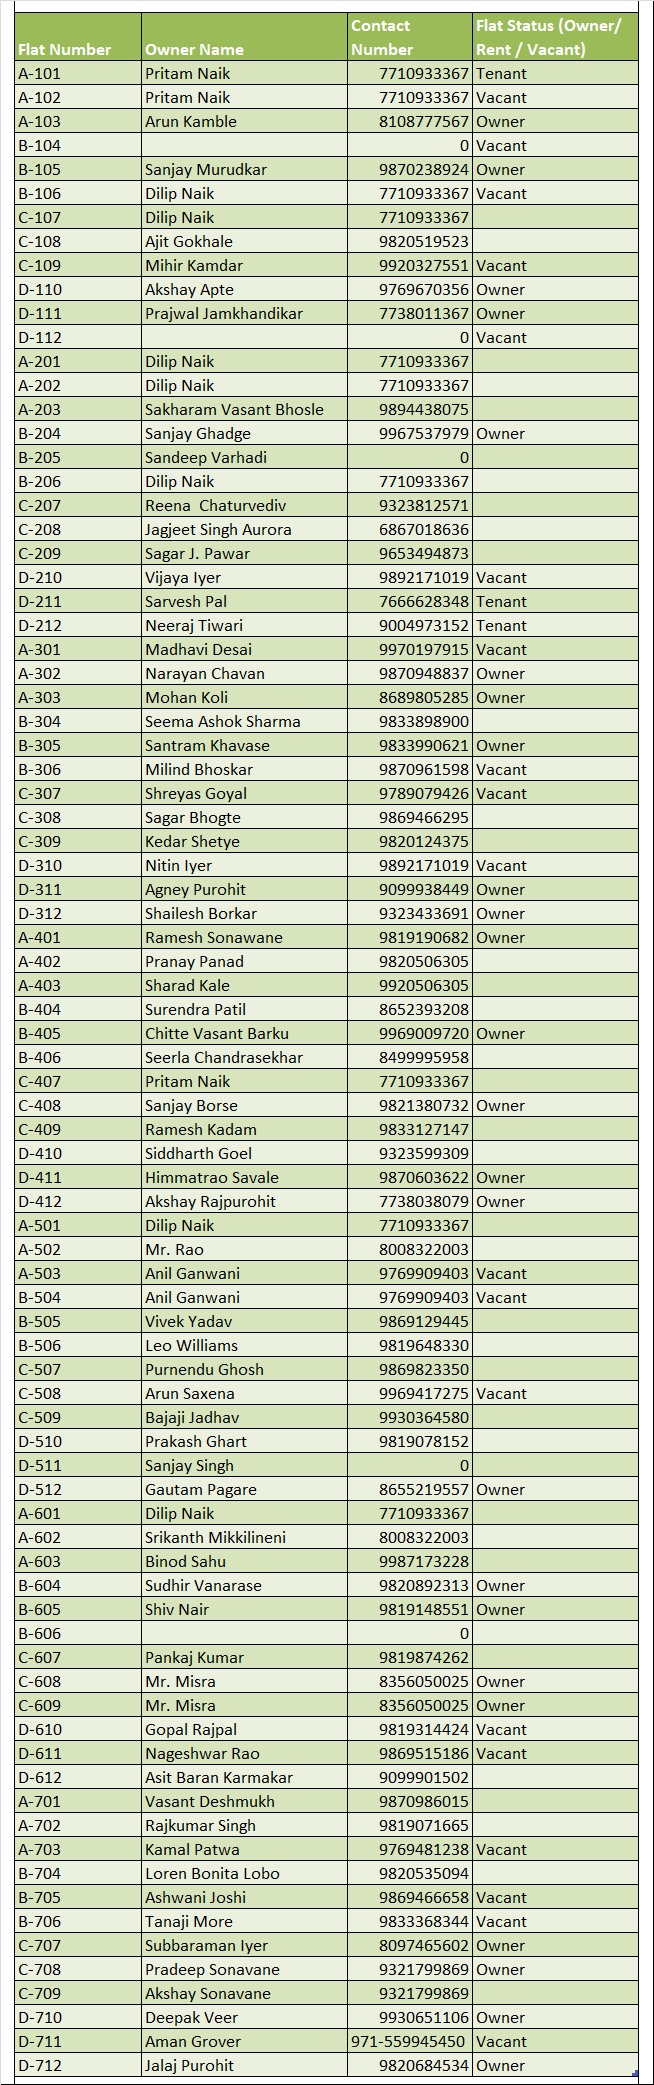 Flat Number Owner Name Contact Number Flat Status (Owner/ Rent / Vacant)
A-101 Pritam Naik 7710933367 Tenant
A-102 Pritam Naik 7710933367 Vacant
A-103 Arun Kamble 8108777567 Owner
B-104 0 Vacant
B-105 Sanjay Murudkar 9870238924 Owner
B-106 Dilip Naik 7710933367 Vacant
C-107 Dilip Naik 7710933367
C-108 Ajit Gokhale 9820519523
C-109 Mihir Kamdar 9920327551 Vacant
D-110 Akshay Apte 9769670356 Owner
D-111 Prajwal Jamkhandikar 7738011367 Owner
D-112 0 Vacant
A-201 Dilip Naik 7710933367
A-202 Dilip Naik 7710933367
A-203 Sakharam Vasant Bhosle 9894438075
B-204 Sanjay Ghadge 9967537979 Owner
B-205 Sandeep Varhadi 0
B-206 Dilip Naik 7710933367
C-207 Reena  Chaturvediv 9323812571
C-208 Jagjeet Singh Aurora 6867018636
C-209 Sagar J. Pawar 9653494873
D-210 Vijaya Iyer 9892171019 Vacant
D-211 Sarvesh Pal 7666628348 Tenant
D-212 Neeraj Tiwari 9004973152 Tenant
A-301 Madhavi Desai 9970197915 Vacant
A-302 Narayan Chavan 9870948837 Owner
A-303 Mohan Koli 8689805285 Owner
B-304 Seema Ashok Sharma 9833898900
B-305 Santram Khavase 9833990621 Owner
B-306 Milind Bhoskar 9870961598 Vacant
C-307 Shreyas Goyal 9789079426 Vacant
C-308 Sagar Bhogte 9869466295
C-309 Kedar Shetye 9820124375
D-310 Nitin Iyer 9892171019 Vacant
D-311 Agney Purohit 9099938449 Owner
D-312 Shailesh Borkar 9323433691 Owner
A-401 Ramesh Sonawane 9819190682 Owner
A-402 Pranay Panad 9820506305
A-403 Sharad Kale 9920506305
B-404 Surendra Patil 8652393208
B-405 Chitte Vasant Barku 9969009720 Owner
B-406 Seerla Chandrasekhar 8499995958
C-407 Pritam Naik 7710933367
C-408 Sanjay Borse 9821380732 Owner
C-409 Ramesh Kadam 9833127147
D-410 Siddharth Goel 9323599309
D-411 Himmatrao Savale 9870603622 Owner
D-412 Akshay Rajpurohit 7738038079 Owner
A-501 Dilip Naik 7710933367
A-502 Mr. Rao 8008322003
A-503 Anil Ganwani 9769909403 Vacant
B-504 Anil Ganwani 9769909403 Vacant
B-505 Vivek Yadav 9869129445
B-506 Leo Williams 9819648330
C-507 Purnendu Ghosh 9869823350
C-508 Arun Saxena 9969417275 Vacant
C-509 Bajaji Jadhav 9930364580
D-510 Prakash Ghart 9819078152
D-511 Sanjay Singh 0
D-512 Gautam Pagare 8655219557 Owner
A-601 Dilip Naik 7710933367
A-602 Srikanth Mikkilineni 8008322003
A-603 Binod Sahu 9987173228
B-604 Sudhir Vanarase 9820892313 Owner
B-605 Shiv Nair 9819148551 Owner
B-606 0
C-607 Pankaj Kumar 9819874262
C-608 Mr. Misra 8356050025 Owner
C-609 Mr. Misra 8356050025 Owner
D-610 Gopal Rajpal 9819314424 Vacant
D-611 Nageshwar Rao 9869515186 Vacant
D-612 Asit Baran Karmakar 9099901502
A-701 Vasant Deshmukh 9870986015
A-702 Rajkumar Singh 9819071665
A-703 Kamal Patwa 9769481238 Vacant
B-704 Loren Bonita Lobo 9820535094
B-705 Ashwani Joshi 9869466658 Vacant
B-706 Tanaji More 9833368344 Vacant
C-707 Subbaraman Iyer 8097465602 Owner
C-708 Pradeep Sonavane 9321799869 Owner
C-709 Akshay Sonavane 9321799869
D-710 Deepak Veer 9930651106 Owner
D-711 Aman Grover 971-559945450 Vacant
D-712 Jalaj Purohit 9820684534 Owner